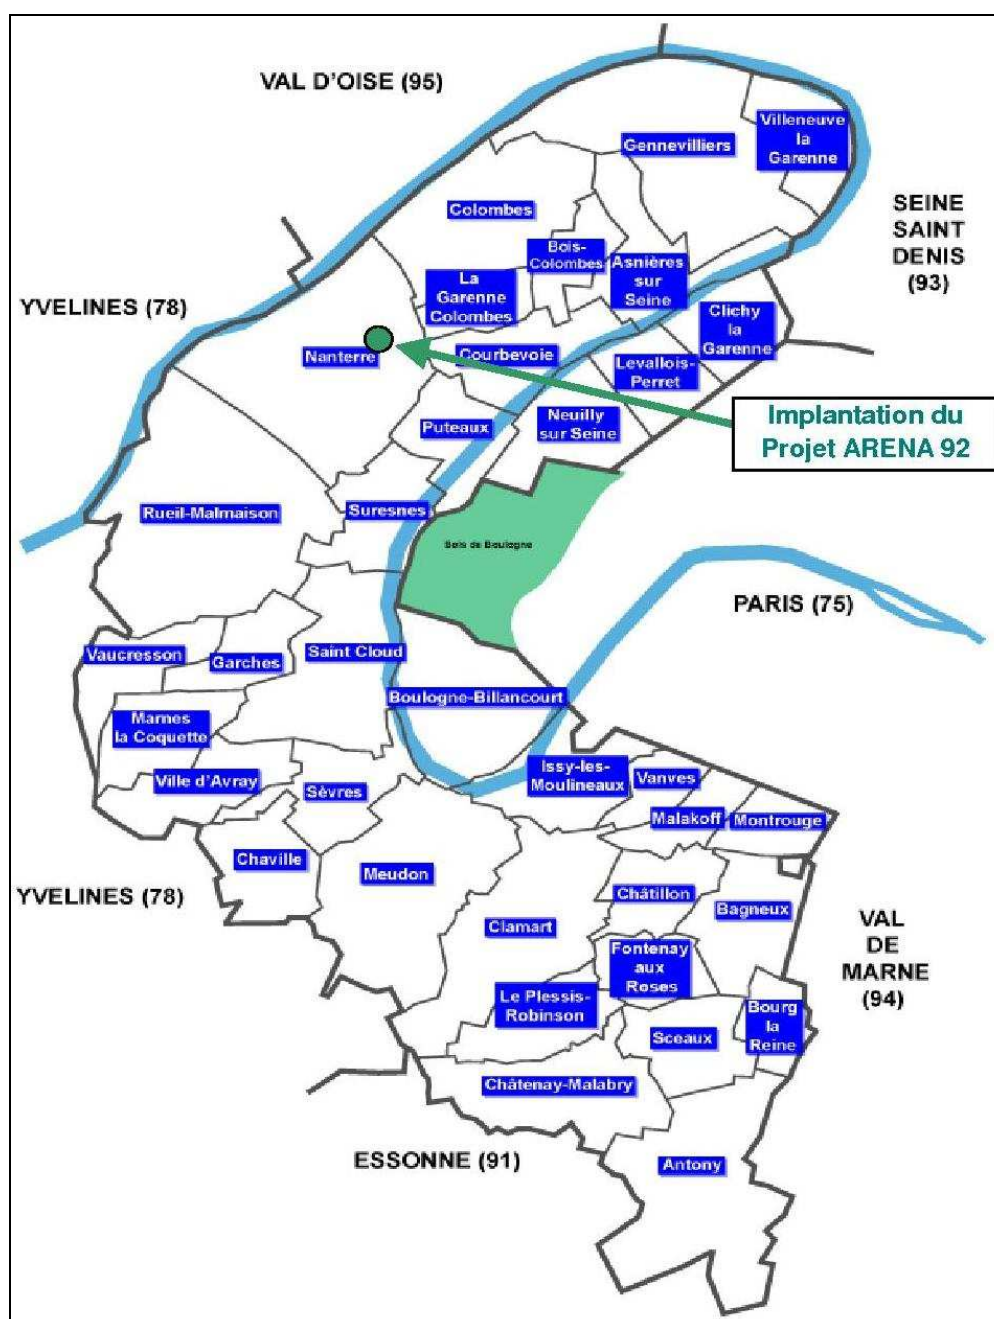 VAL D'OISE (95)
Villeneuve
la
Garenne
Gennevilliers
SEINE
SAINT
DENIS
(93)
Colombes
Bois-
Colombes
Asnières
sur
Seine
La
Garenne
Colombes
YVELINES (78)
Clichy
la
Garenne
Nanterre
Courbevoie
Levallois-
Perret
Implantation du
Projet ARENA 92
Puteaux
Neuilly
sur Seine
Rueil-Malmaison
Suresnes
Bois de Boulogne
PARIS (75)
Vaucresson
Garches
Saint Cloud
Boulogne-Billancourt
Marnes
la Coquette
Ville d'Avray
Sèvres
Issy-les-
Moulineaux
Vanves
Malakoff
Montrouge
Chaville
Meudon
YVELINES (78)
Châtillon
Bagneux
Clamart
VAL
DE
MARNE
(94)
Fontenay
aux
Roses
Le Plessis-
Robinson
Bourg
la
Reine
Sceaux
Châtenay-Malabry
ESSONNE (91)
Antony